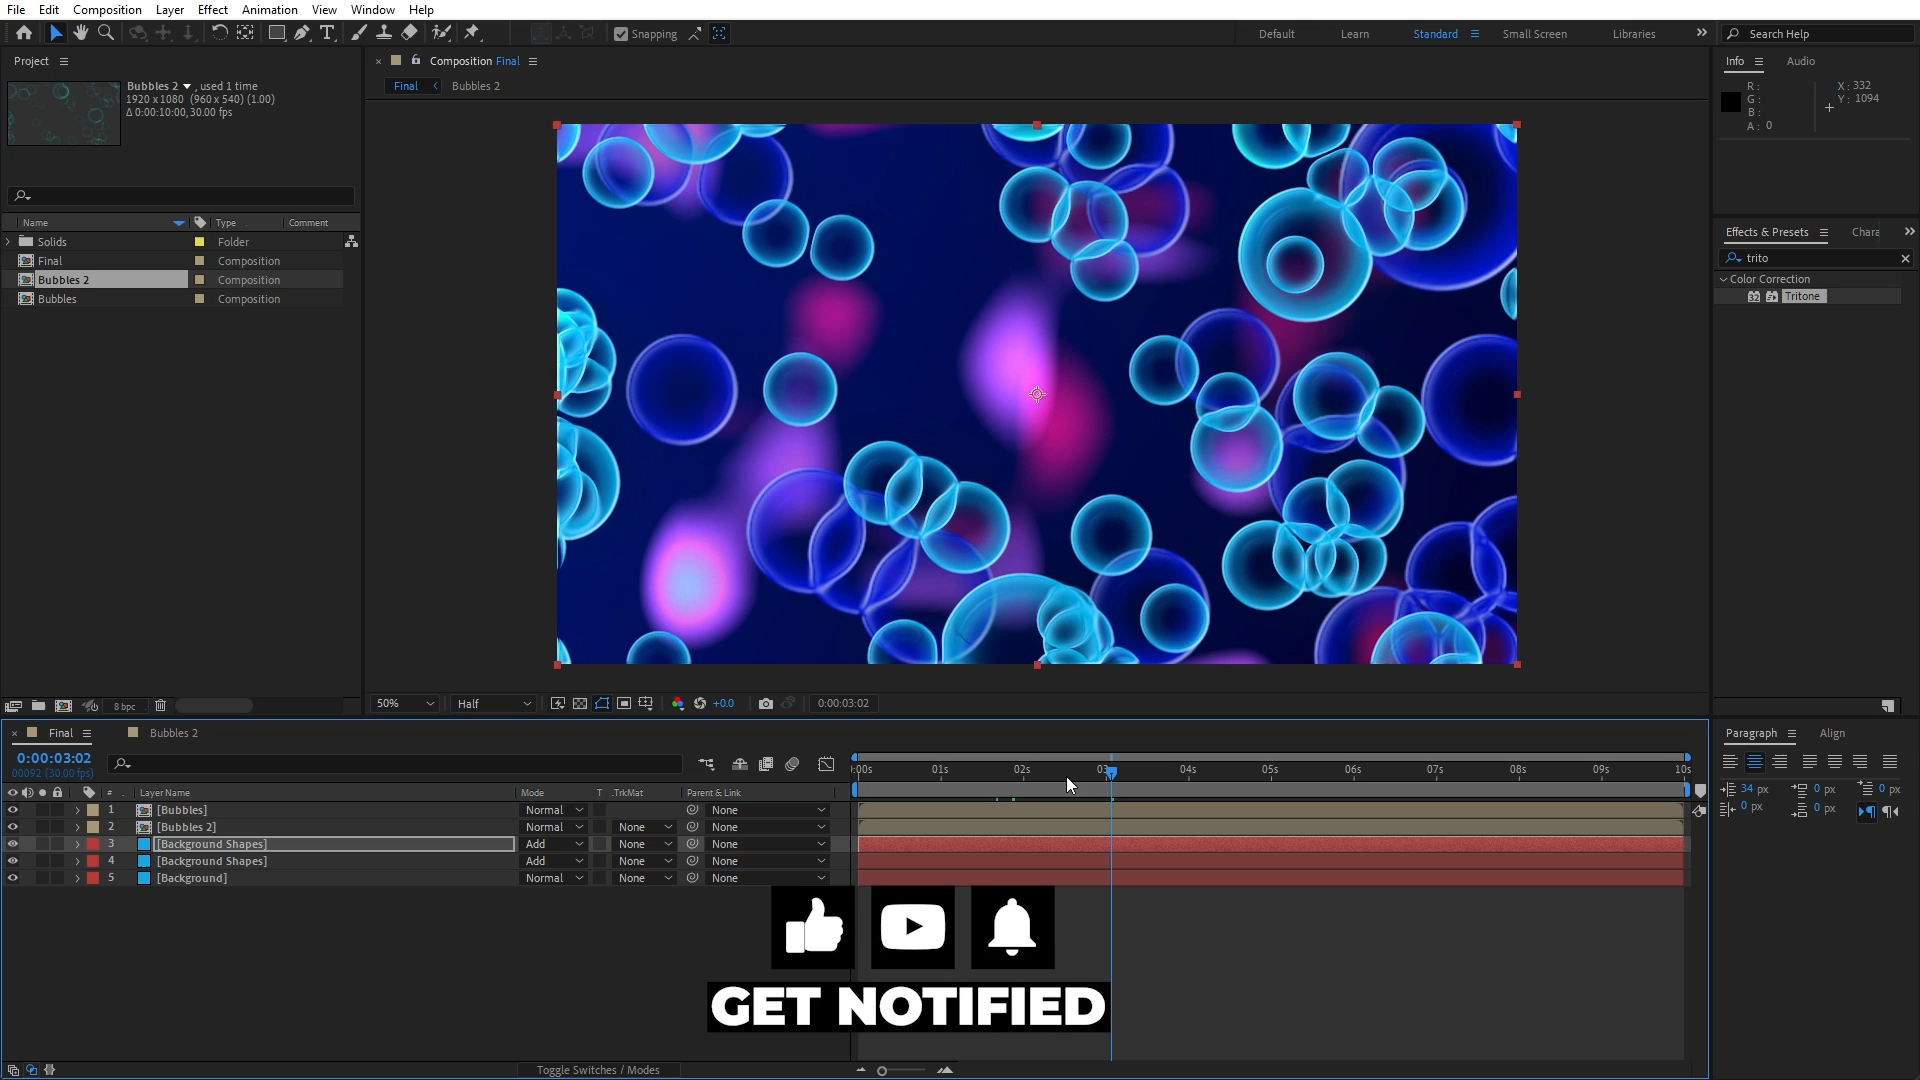 File Edit Composition Layer Effect Animation View Window Help
Snapping
Default Learn Standard Small Screen Libraries
Search Help
Project
Bubbles 2 , used 1 time
1920 x 1080 (960 x 540) (1.00)
Δ 0:00:10:00, 30.00 fps
Name Type Comment
Solids Folder
Final Composition
Bubbles 2 Composition
Bubbles Composition
8 bpc
Composition Final
Final Bubbles 2
50% Half +0.0 0:00:03:02
Info Audio
R :
G :
B :
A : 0
X : 332
Y : 1094
Effects & Presets Chara
trito
Color Correction
32 Tritone
Final Bubbles 2
0:00:03:02
00092 (30.00 fps)
:00s 01s 02s 03 04s 05s 06s 07s 08s 09s 10s
# Layer Name Mode T .TrkMat Parent & Link
1 [Bubbles] Normal None
2 [Bubbles 2] Normal None None
3 [Background Shapes] Add None None
4 [Background Shapes] Add None None
5 [Background] Normal None None
GET NOTIFIED
Toggle Switches / Modes
Paragraph Align
34 px 0 px 0 px
0 px 0 px